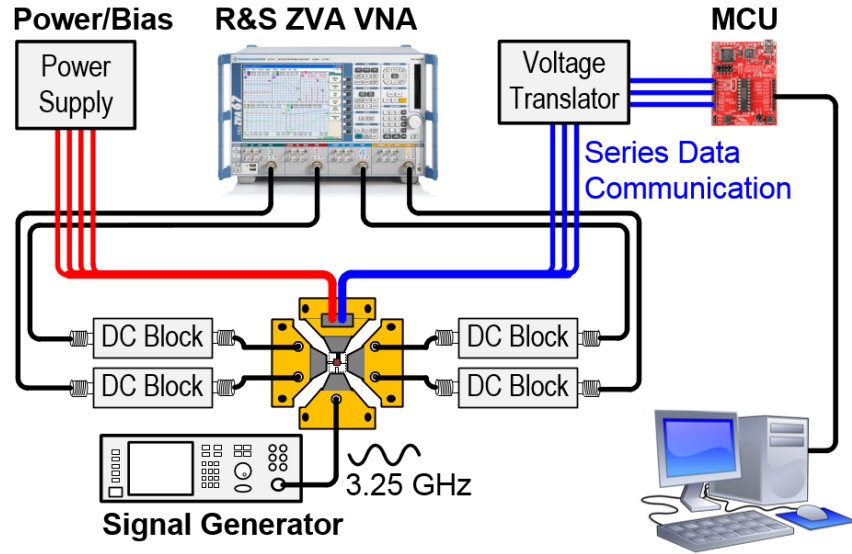 Power/Bias
R&S ZVA VNA
MCU
Power
Supply
Voltage
Translator
Series Data
Communication
DC Block
DC Block
DC Block
DC Block
3.25 GHz
Signal Generator